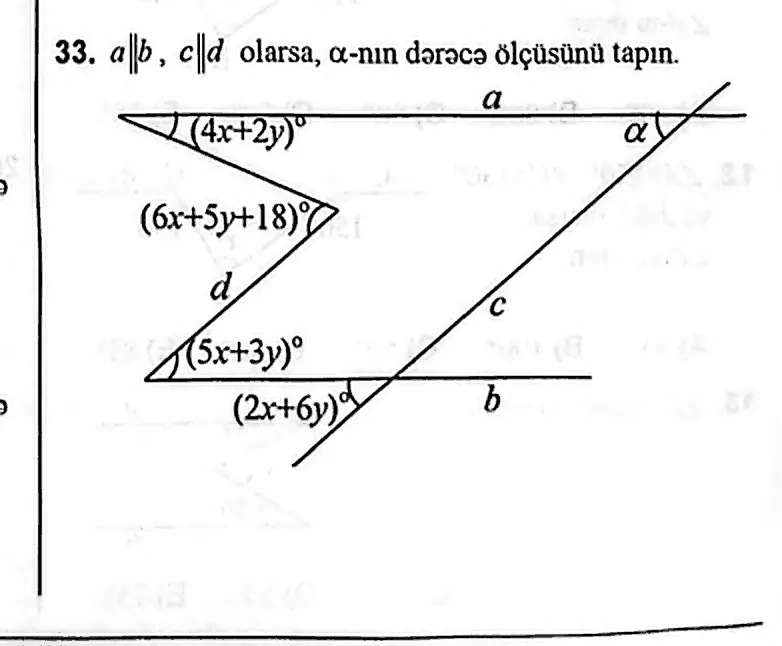 33. a∥b, c∥d olarsa, α-nın dərəcə ölçüsünü tapın.
a
(4x+2y)°
α
(6x+5y+18)°
d
c
(5x+3y)°
(2x+6y)°
b